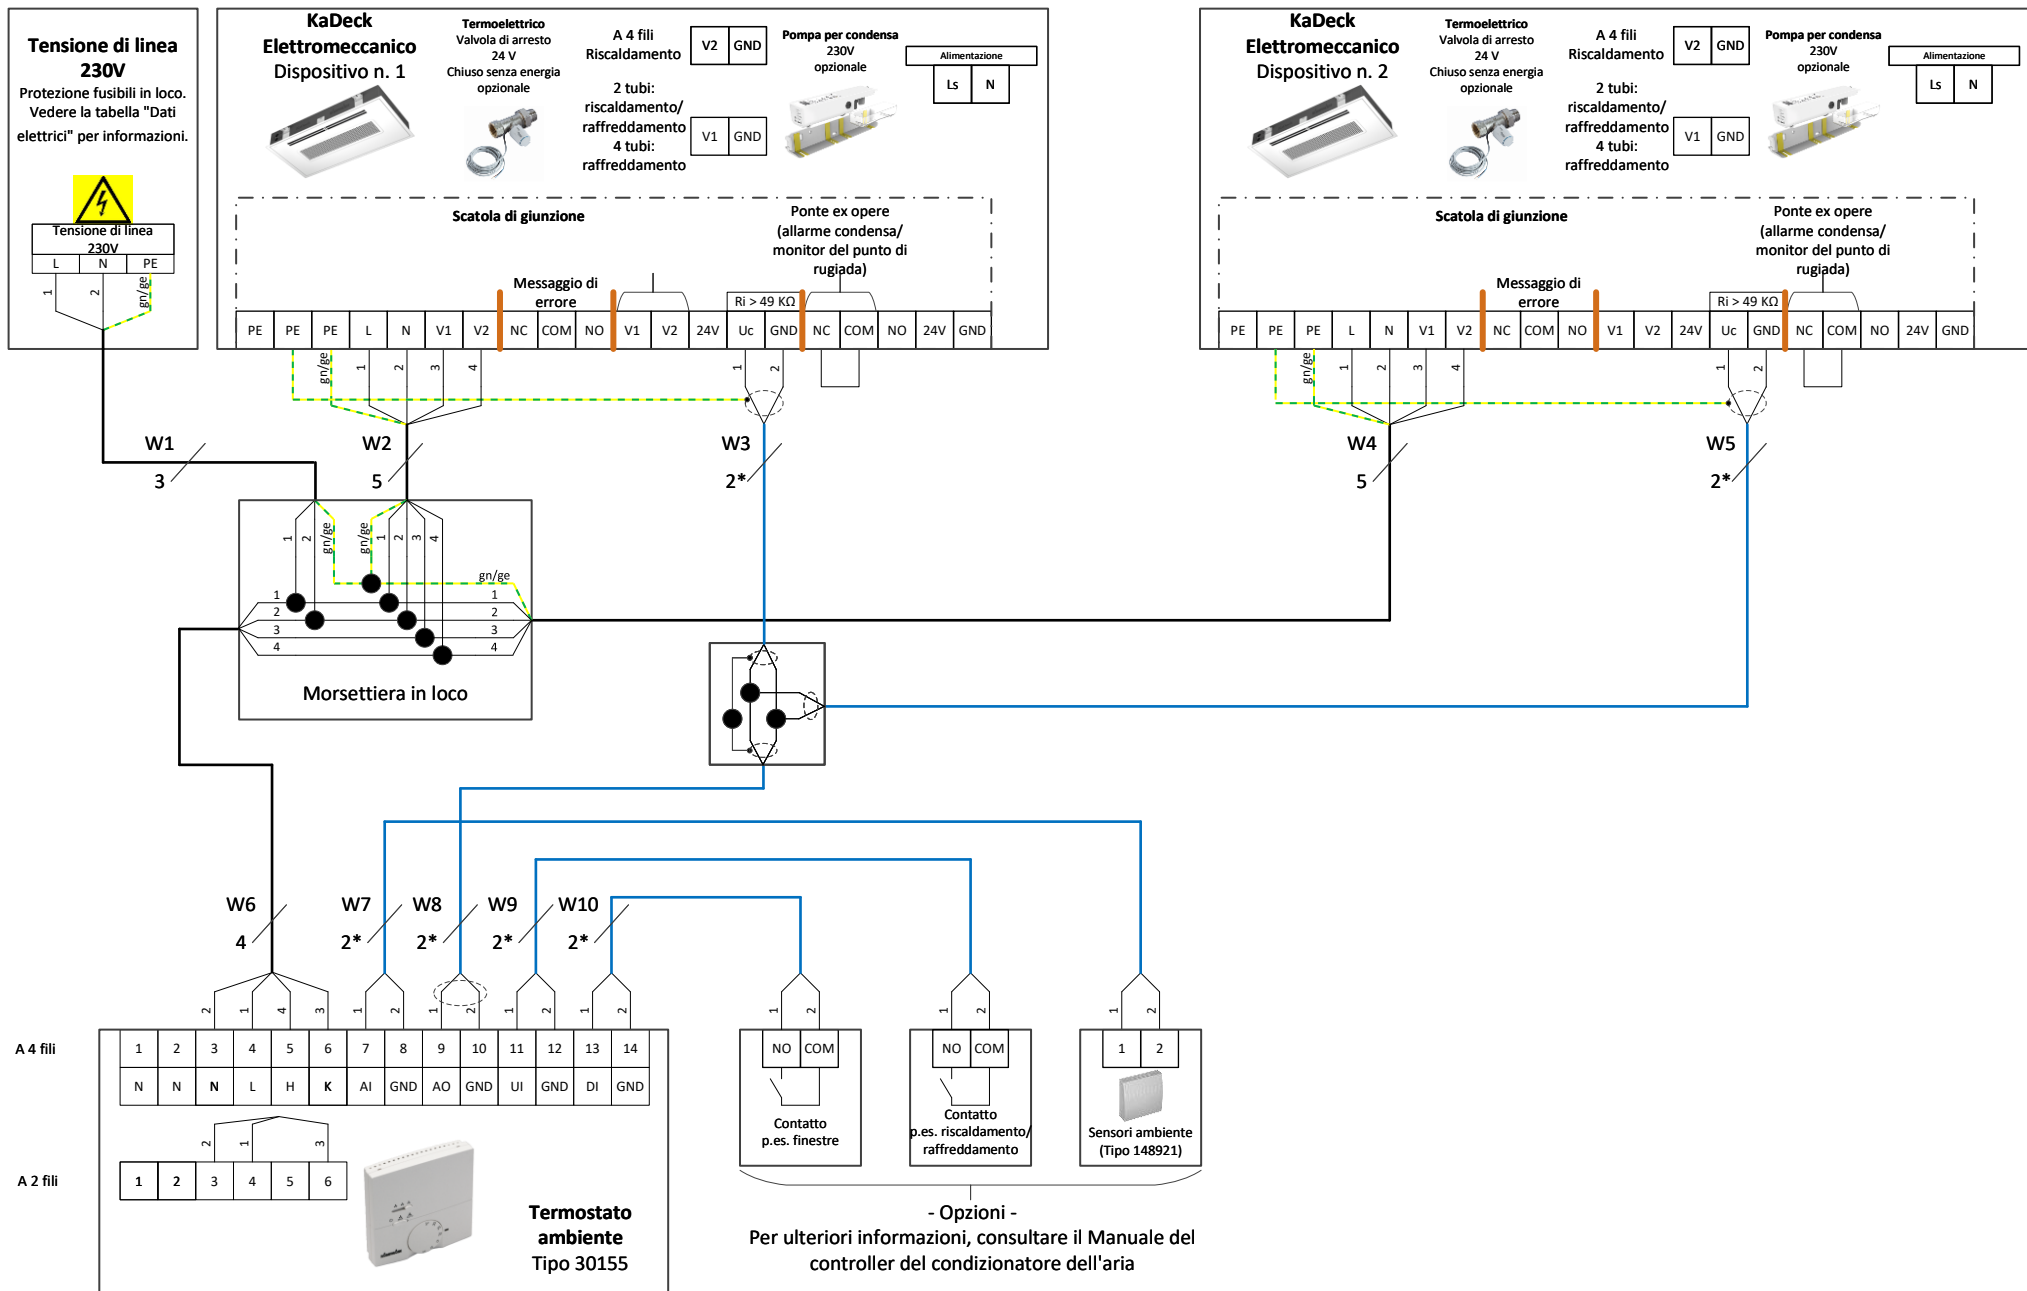 Tensione di linea
230V
Protezione fusibili in loco.
Vedere la tabella "Dati
elettrici" per informazioni.
Tensione di linea
230V
L N PE
1 2 gn/ge
KaDeck
Elettromeccanico
Dispositivo n. 1
Termoelettrico
Valvola di arresto
24 V
Chiuso senza energia
opzionale
A 4 fili
Riscaldamento
V2 GND
2 tubi:
riscaldamento/
raffreddamento
4 tubi:
raffreddamento
V1 GND
Pompa per condensa
230V
opzionale
Alimentazione
Ls N
Scatola di giunzione
Ponte ex opere
(allarme condensa/
monitor del punto di
rugiada)
Messaggio di
errore
Ri > 49 KΩ
PE PE PE L N V1 V2 NC COM NO V1 V2 24V Uc GND NC COM NO 24V GND
gn/ge 1 2 3 4 1 2
KaDeck
Elettromeccanico
Dispositivo n. 2
Termoelettrico
Valvola di arresto
24 V
Chiuso senza energia
opzionale
A 4 fili
Riscaldamento
V2 GND
2 tubi:
riscaldamento/
raffreddamento
4 tubi:
raffreddamento
V1 GND
Pompa per condensa
230V
opzionale
Alimentazione
Ls N
Scatola di giunzione
Ponte ex opere
(allarme condensa/
monitor del punto di
rugiada)
Messaggio di
errore
Ri > 49 KΩ
PE PE PE L N V1 V2 NC COM NO V1 V2 24V Uc GND NC COM NO 24V GND
gn/ge 1 2 3 4 1 2
W1
3
W2
5
W3
2*
W4
5
W5
2*
1 2 gn/ge gn/ge 1 2 3 4
gn/ge
1 1
2 2
3 3
4 4
Morsettiera in loco
W6
4
W7
2*
W8
2*
W9
2*
W10
2*
2 1 4 3 1 2 1 2 1 2 1 2
A 4 fili
1 2 3 4 5 6 7 8 9 10 11 12 13 14
N N N L H K AI GND AO GND UI GND DI GND
2 1 3
A 2 fili
1 2 3 4 5 6
Termostato
ambiente
Tipo 30155
1 2
NO COM
Contatto
p.es. finestre
1 2
NO COM
Contatto
p.es. riscaldamento/
raffreddamento
1 2
1 2
Sensori ambiente
(Tipo 148921)
- Opzioni -
Per ulteriori informazioni, consultare il Manuale del
controller del condizionatore dell'aria